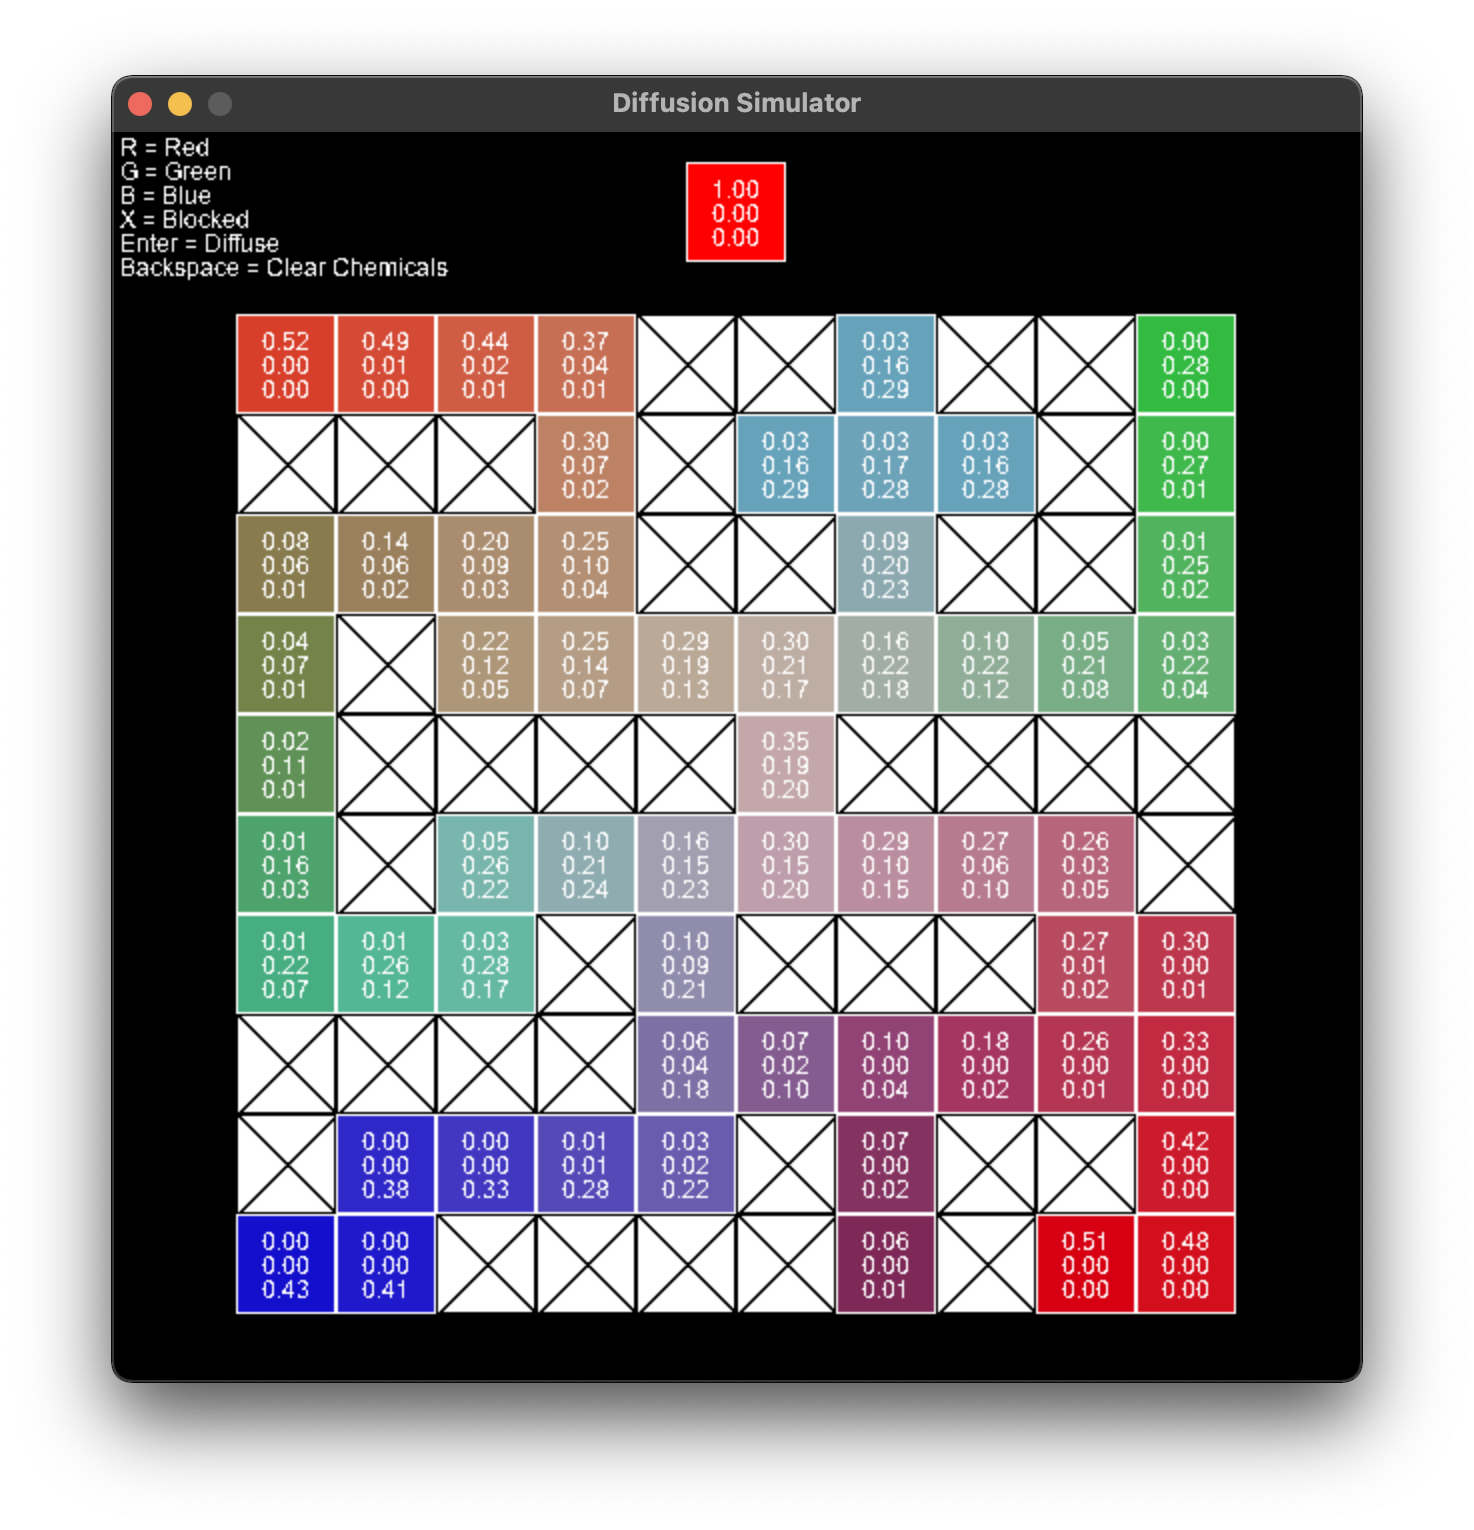 Diffusion Simulator
R = Red
G = Green
B = Blue
X = Blocked
Enter = Diffuse
Backspace = Clear Chemicals
1.00
0.00
0.00
0.52 0.49 0.44 0.37 0.03 0.00
0.00 0.01 0.02 0.04 0.16 0.28
0.00 0.00 0.01 0.01 0.29 0.00
0.30 0.03 0.03 0.03 0.00
0.07 0.16 0.17 0.16 0.27
0.02 0.29 0.28 0.28 0.01
0.08 0.14 0.20 0.25 0.09 0.01
0.06 0.06 0.09 0.10 0.20 0.25
0.01 0.02 0.03 0.04 0.23 0.02
0.04 0.22 0.25 0.29 0.30 0.16 0.10 0.05 0.03
0.07 0.12 0.14 0.19 0.21 0.22 0.22 0.21 0.22
0.01 0.05 0.07 0.13 0.17 0.18 0.12 0.08 0.04
0.02 0.35
0.11 0.19
0.01 0.20
0.01 0.05 0.10 0.16 0.30 0.29 0.27 0.26
0.16 0.26 0.21 0.15 0.15 0.10 0.06 0.03
0.03 0.22 0.24 0.23 0.20 0.15 0.10 0.05
0.01 0.01 0.03 0.10 0.27 0.30
0.22 0.26 0.28 0.09 0.01 0.00
0.07 0.12 0.17 0.21 0.02 0.01
0.06 0.07 0.10 0.18 0.26 0.33
0.04 0.02 0.00 0.00 0.00 0.00
0.18 0.10 0.04 0.02 0.01 0.00
0.00 0.00 0.01 0.03 0.07 0.42
0.00 0.00 0.01 0.02 0.00 0.00
0.38 0.33 0.28 0.22 0.02 0.00
0.00 0.00 0.06 0.51 0.48
0.00 0.00 0.00 0.00 0.00
0.43 0.41 0.01 0.00 0.00